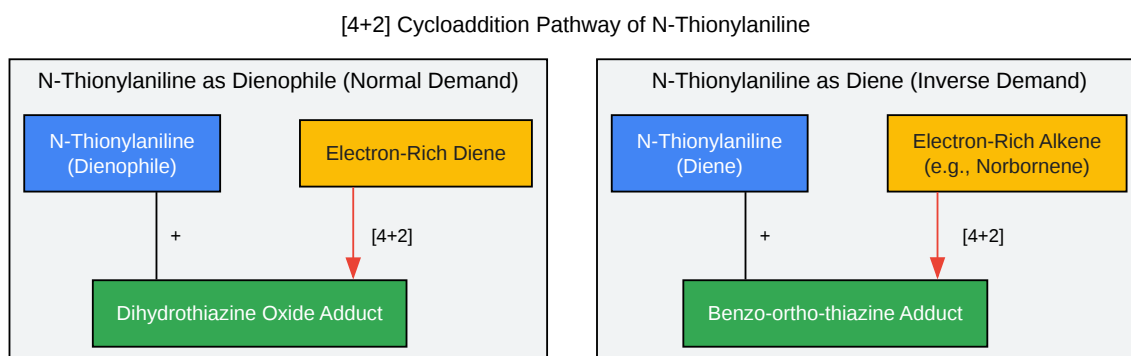 [4+2] Cycloaddition Pathway of N-Thionylaniline
N-Thionylaniline as Dienophile (Normal Demand)
N-Thionylaniline
(Dienophile)
Electron-Rich Diene
+
[4+2]
Dihydrothiazine Oxide Adduct
N-Thionylaniline as Diene (Inverse Demand)
N-Thionylaniline
(Diene)
Electron-Rich Alkene
(e.g., Norbornene)
+
[4+2]
Benzo-ortho-thiazine Adduct